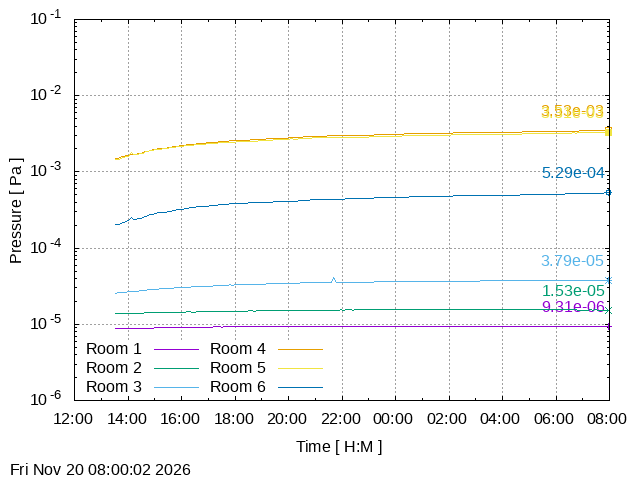 10^-1
10^-2
10^-3
10^-4
10^-5
10^-6
Pressure [ Pa ]
3.53e-03
5.29e-04
3.79e-05
1.53e-05
9.31e-06
Room 1 Room 4
Room 2 Room 5
Room 3 Room 6
12:00 14:00 16:00 18:00 20:00 22:00 00:00 02:00 04:00 06:00 08:00
Time [ H:M ]
Fri Nov 20 08:00:02 2026